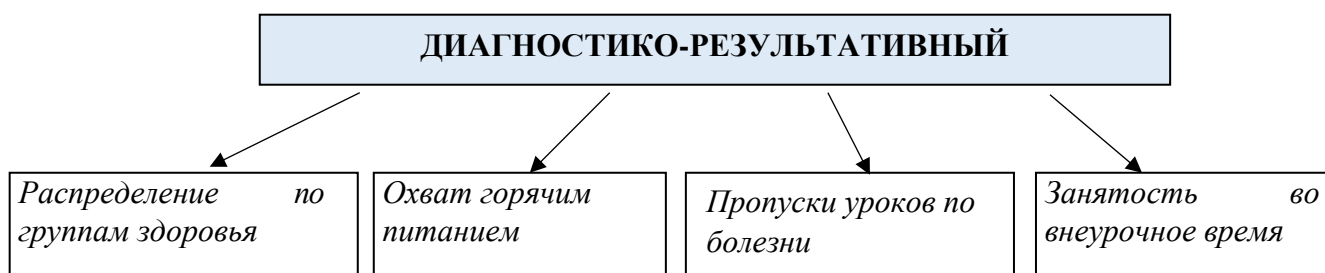 ДИАГНОСТИКО-РЕЗУЛЬТАТИВНЫЙ
Распределение по
группам здоровья
Охват горячим
питанием
Пропуски уроков по
болезни
Занятость во
внеурочное время